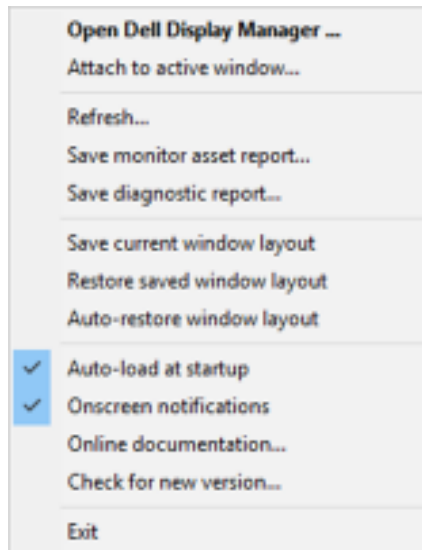 Open Dell Display Manager ...
Attach to active window...
Refresh...
Save monitor asset report...
Save diagnostic report...
Save current window layout
Restore saved window layout
Auto-restore window layout
Auto-load at startup
Onscreen notifications
Online documentation...
Check for new version...
Exit